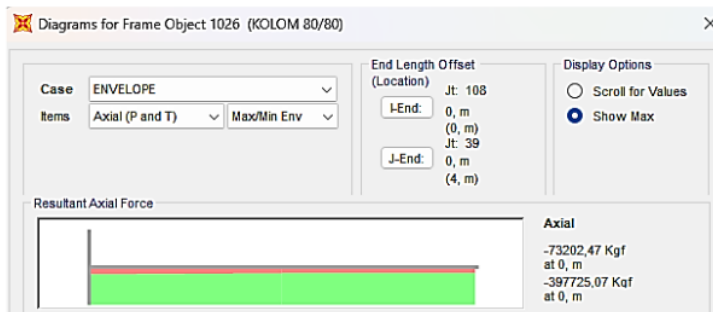 Diagrams for Frame Object 1026 (KOLOM 80/80)
End Length Offset
(Location)
Display Options
Case
ENVELOPE
Items
Axial (P and T)
Max/Min Env
Jt: 108
I-End:
0, m
(0, m)
Jt: 39
J-End:
0, m
(4, m)
Scroll for Values
Show Max
Resultant Axial Force
Axial
-73202,47 Kgf
at 0, m
-397725,07 Kgf
at 0, m